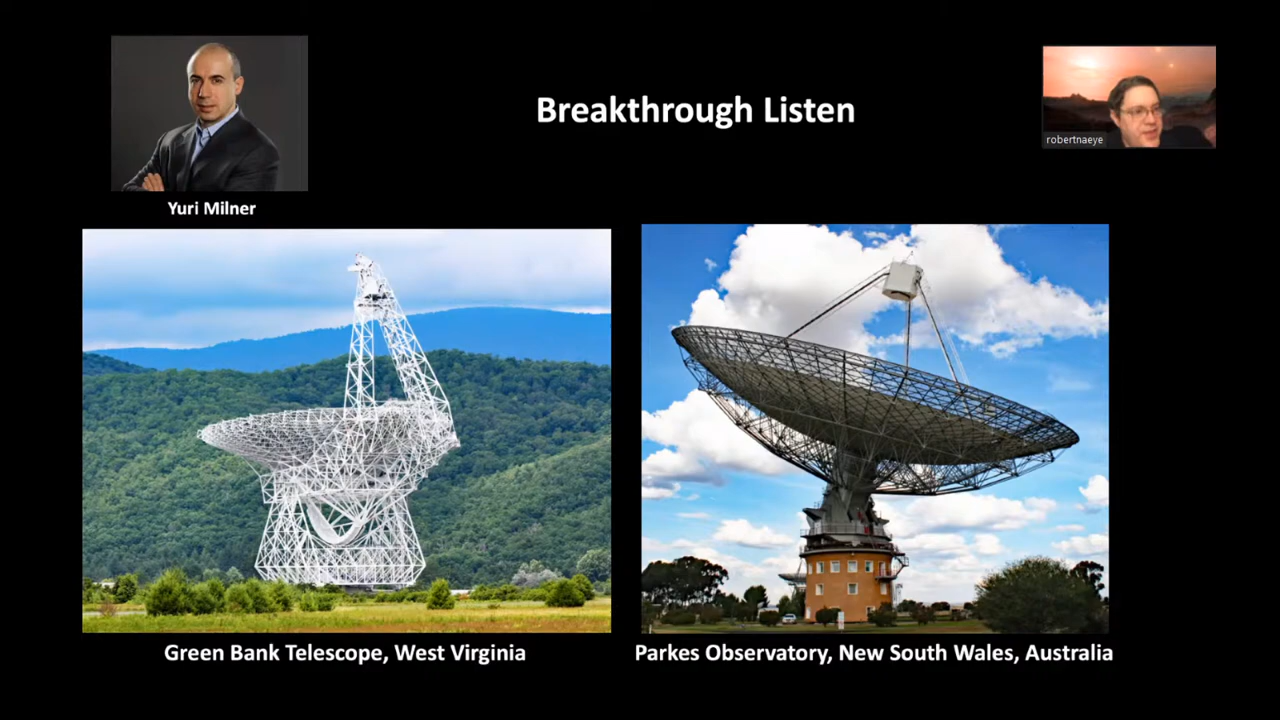 Breakthrough Listen
robertnaeye
Yuri Milner
Green Bank Telescope, West Virginia
Parkes Observatory, New South Wales, Australia